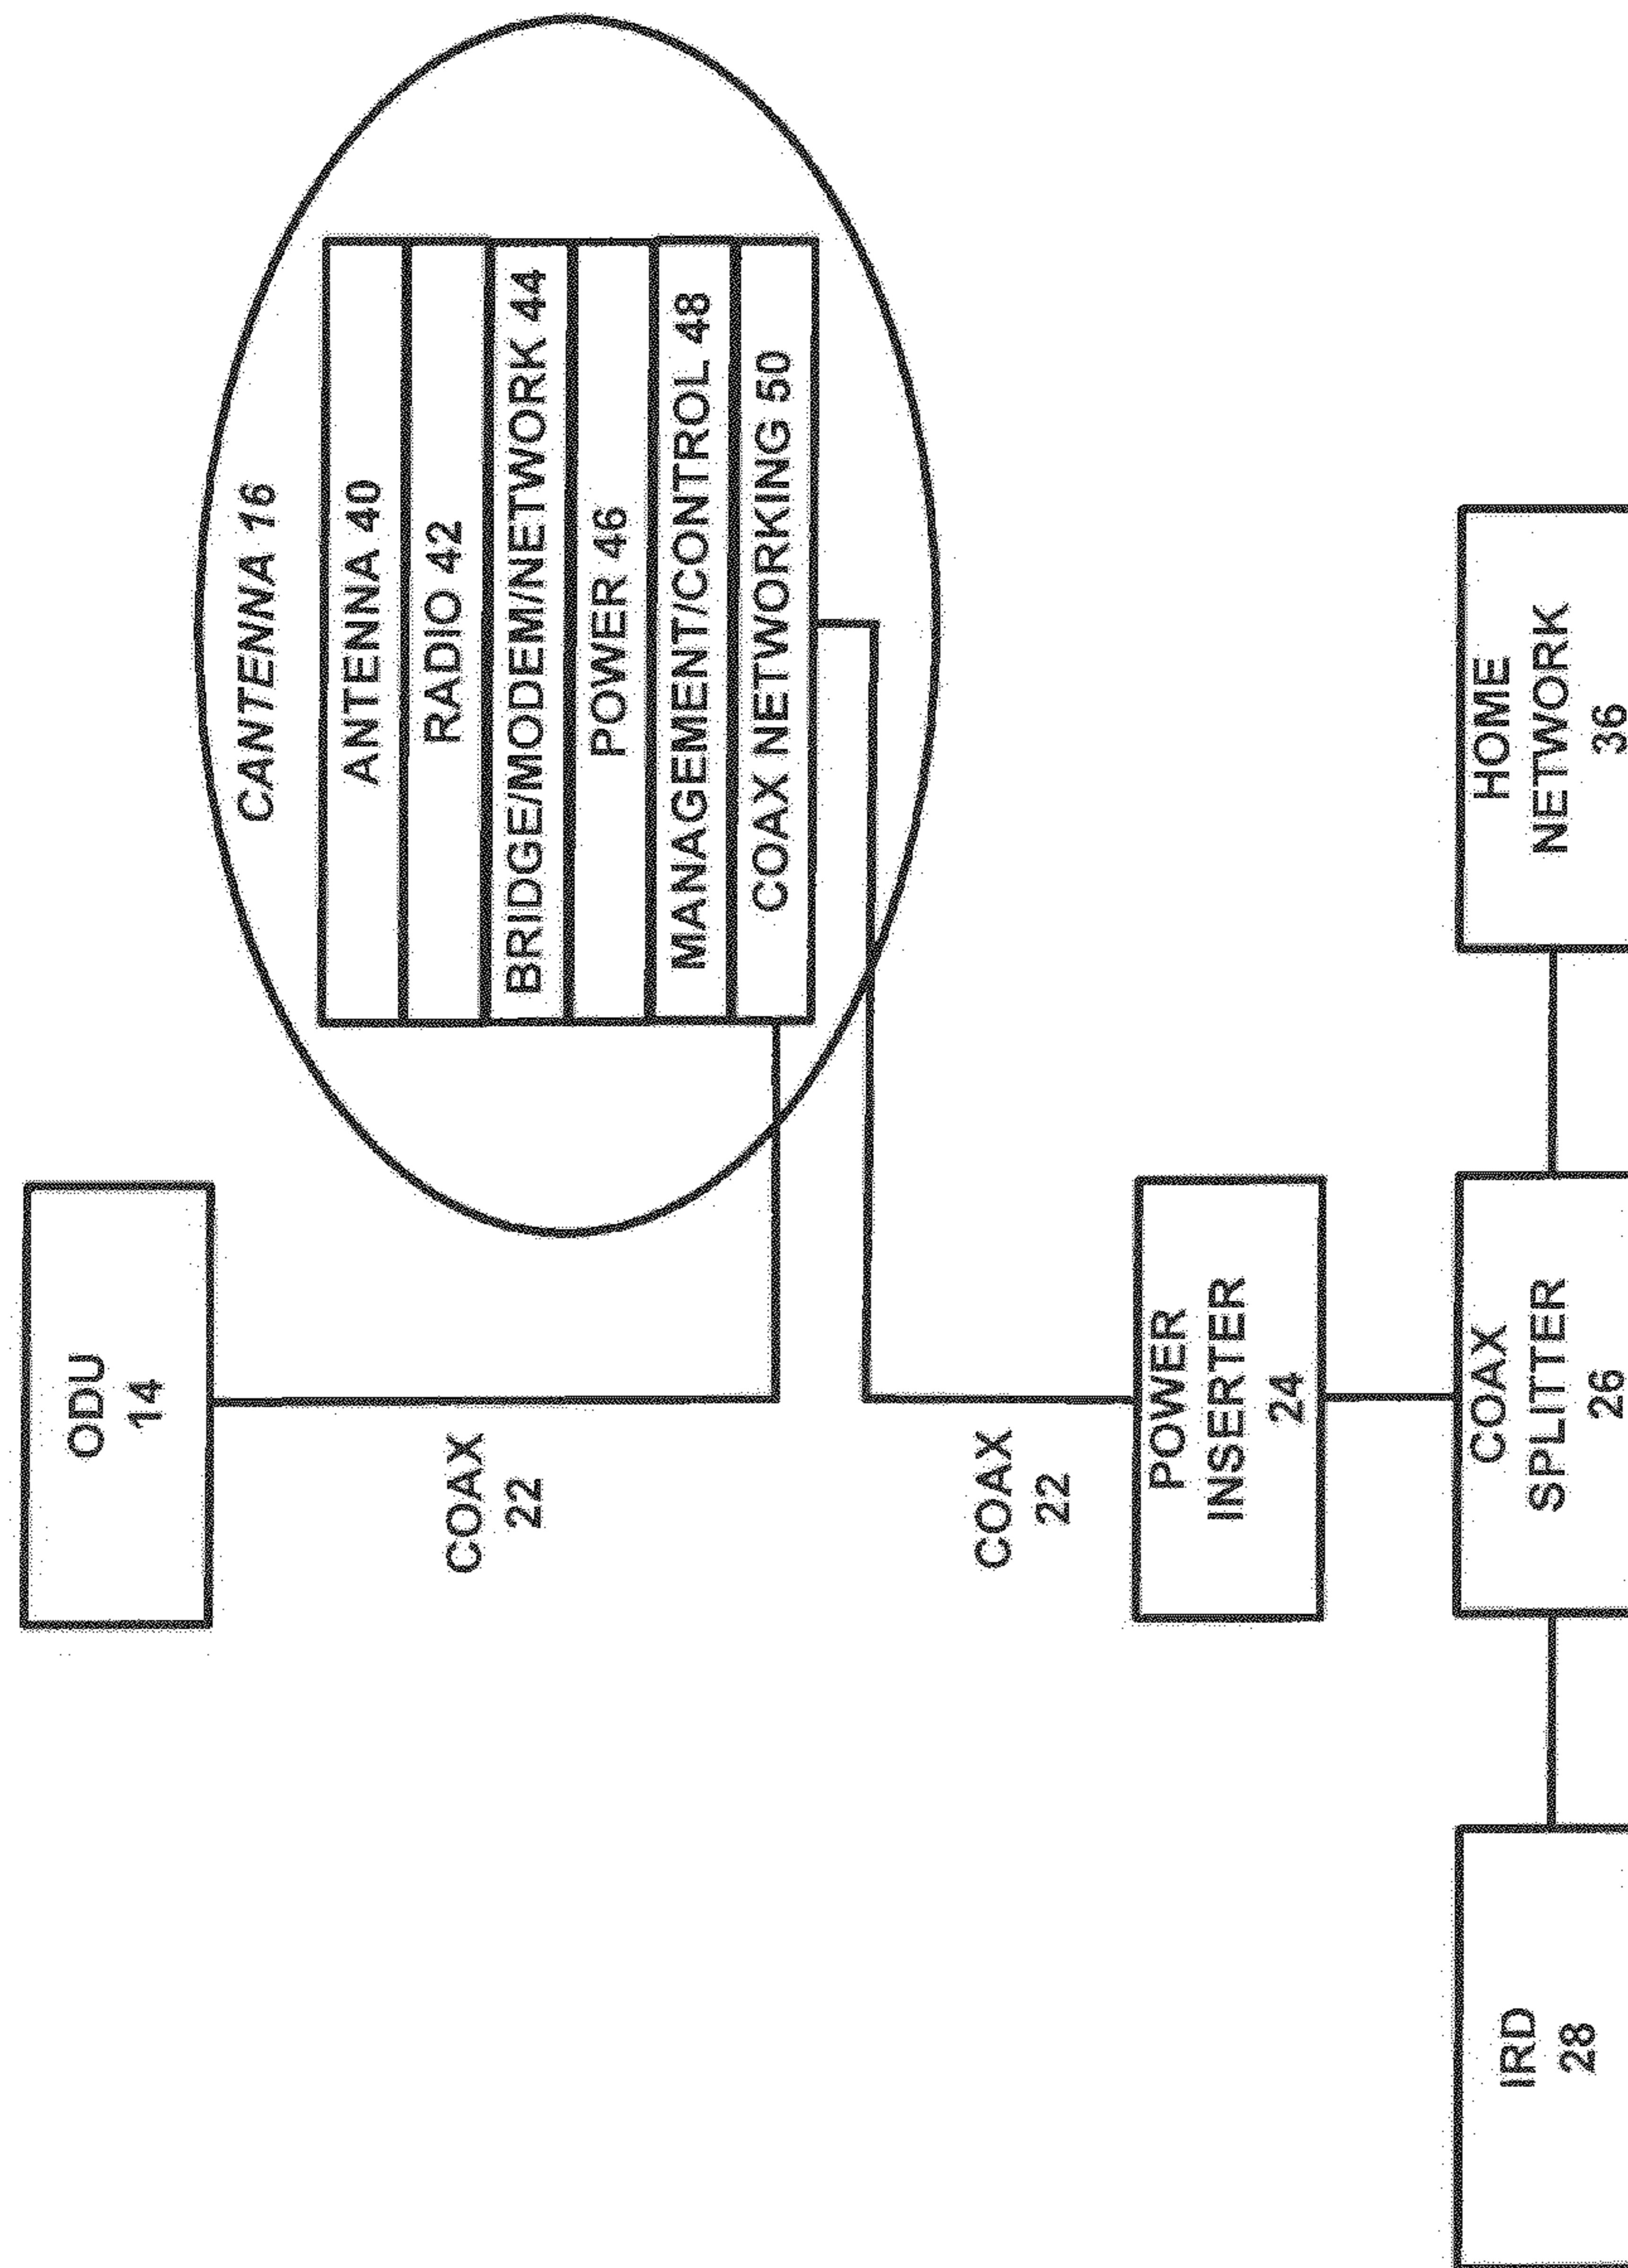 ODU
14
CANTENNA 16
ANTENNA 40
RADIO 42
BRIDGE/MODEM/NETWORK 44
POWER 46
MANAGEMENT/CONTROL 48
COAX NETWORKING 50
COAX
22
COAX
22
POWER
INSERTER
24
IRD
28
COAX
SPLITTER
26
HOME
NETWORK
36